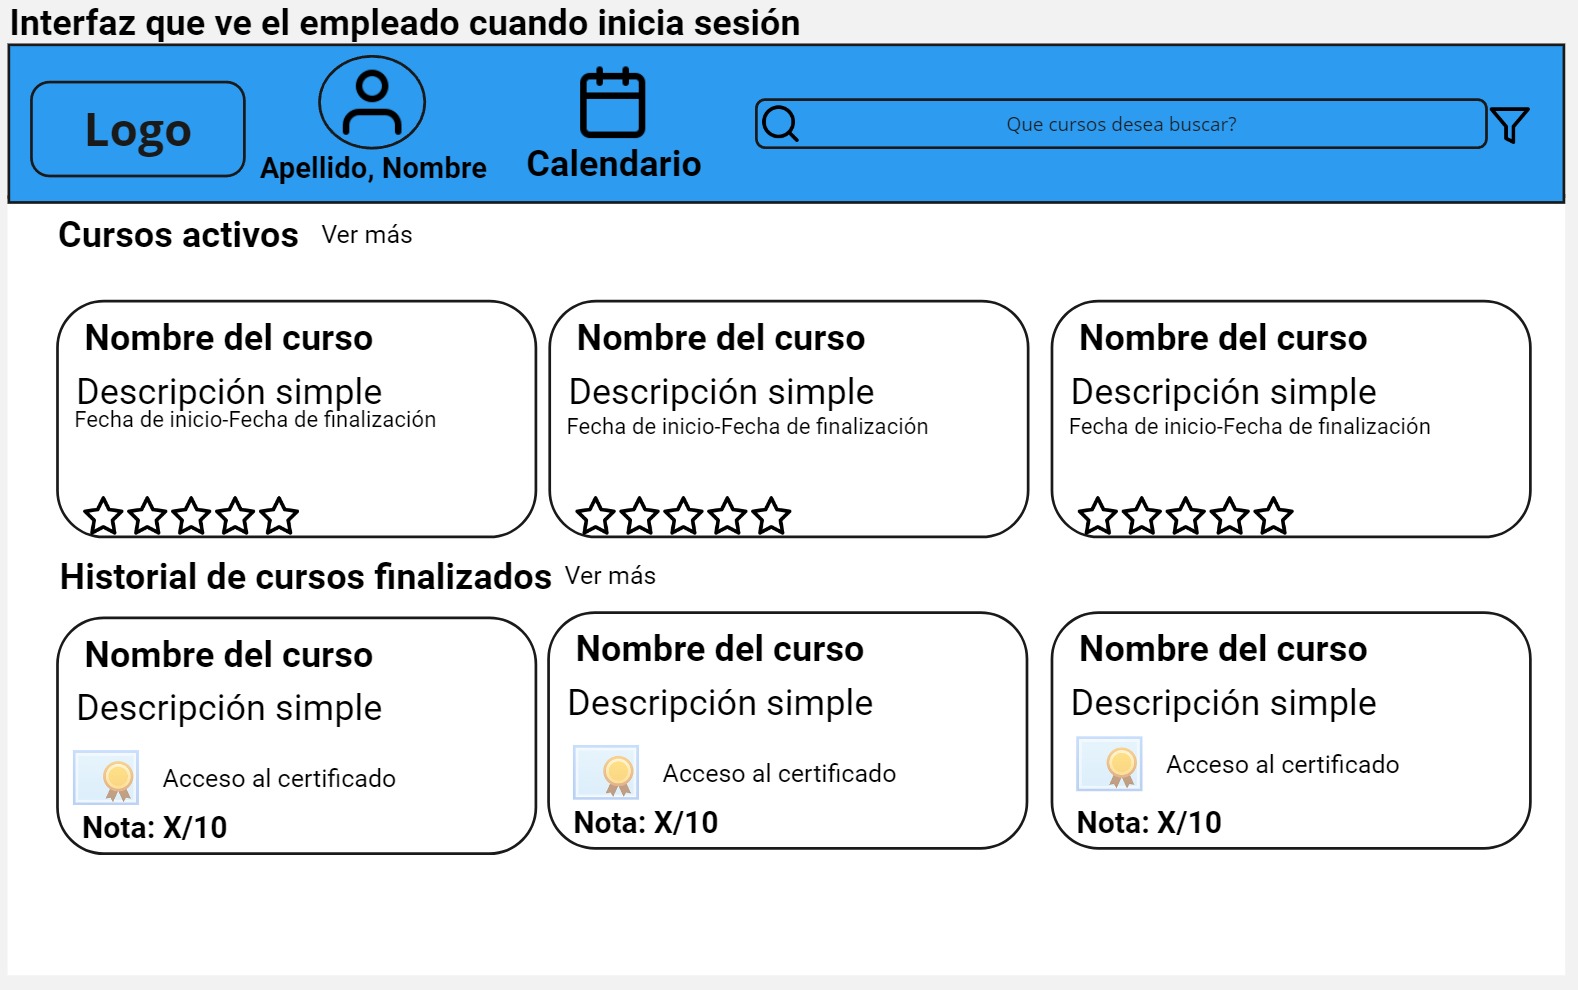 Interfaz que ve el empleado cuando inicia sesión
Logo
Apellido, Nombre
Calendario
Que cursos desea buscar?
Cursos activos Ver más
Nombre del curso
Descripción simple
Fecha de inicio-Fecha de finalización
Nombre del curso
Descripción simple
Fecha de inicio-Fecha de finalización
Nombre del curso
Descripción simple
Fecha de inicio-Fecha de finalización
Historial de cursos finalizados Ver más
Nombre del curso
Descripción simple
Acceso al certificado
Nota: X/10
Nombre del curso
Descripción simple
Acceso al certificado
Nota: X/10
Nombre del curso
Descripción simple
Acceso al certificado
Nota: X/10